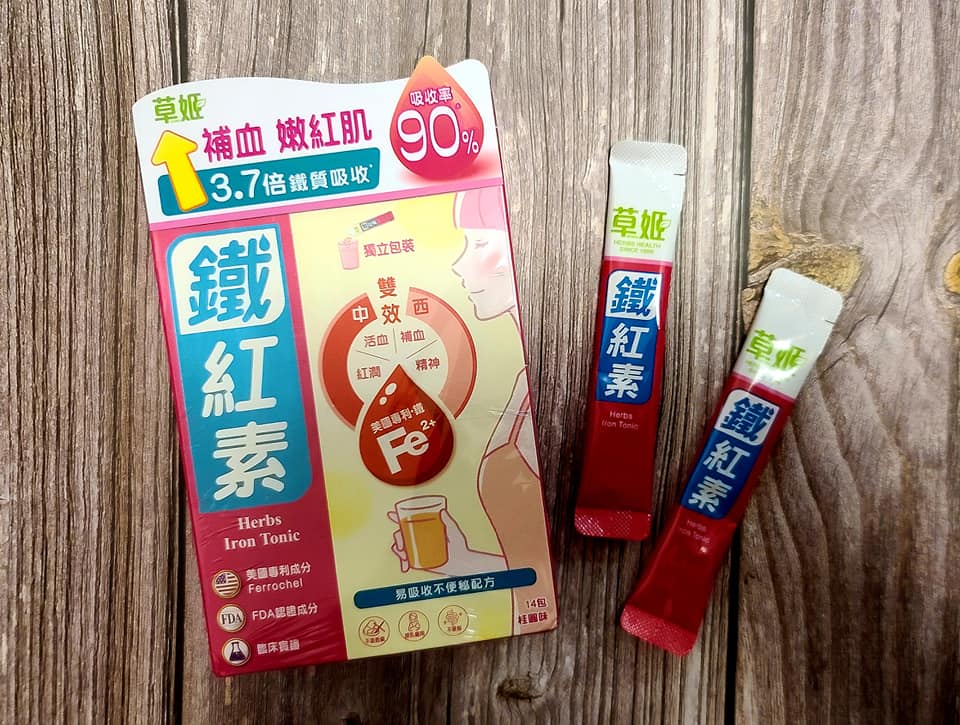 草姬
補血 嫩紅肌
3.7倍鐵質吸收
吸收率
90%
鐵紅素
Herbs
Iron Tonic
美國專利成分
Ferrochel
FDA
FDA認證成分
臨床實證
獨立包裝
雙效
中
西
活血
補血
紅潤
精神
美國專利·鐵
Fe2+
易吸收不便秘配方
14包
桂圓味
草姬
HERBS HEALTH
鐵紅素
Herbs
Iron Tonic
草姬
鐵紅素
Herbs
Iron Tonic